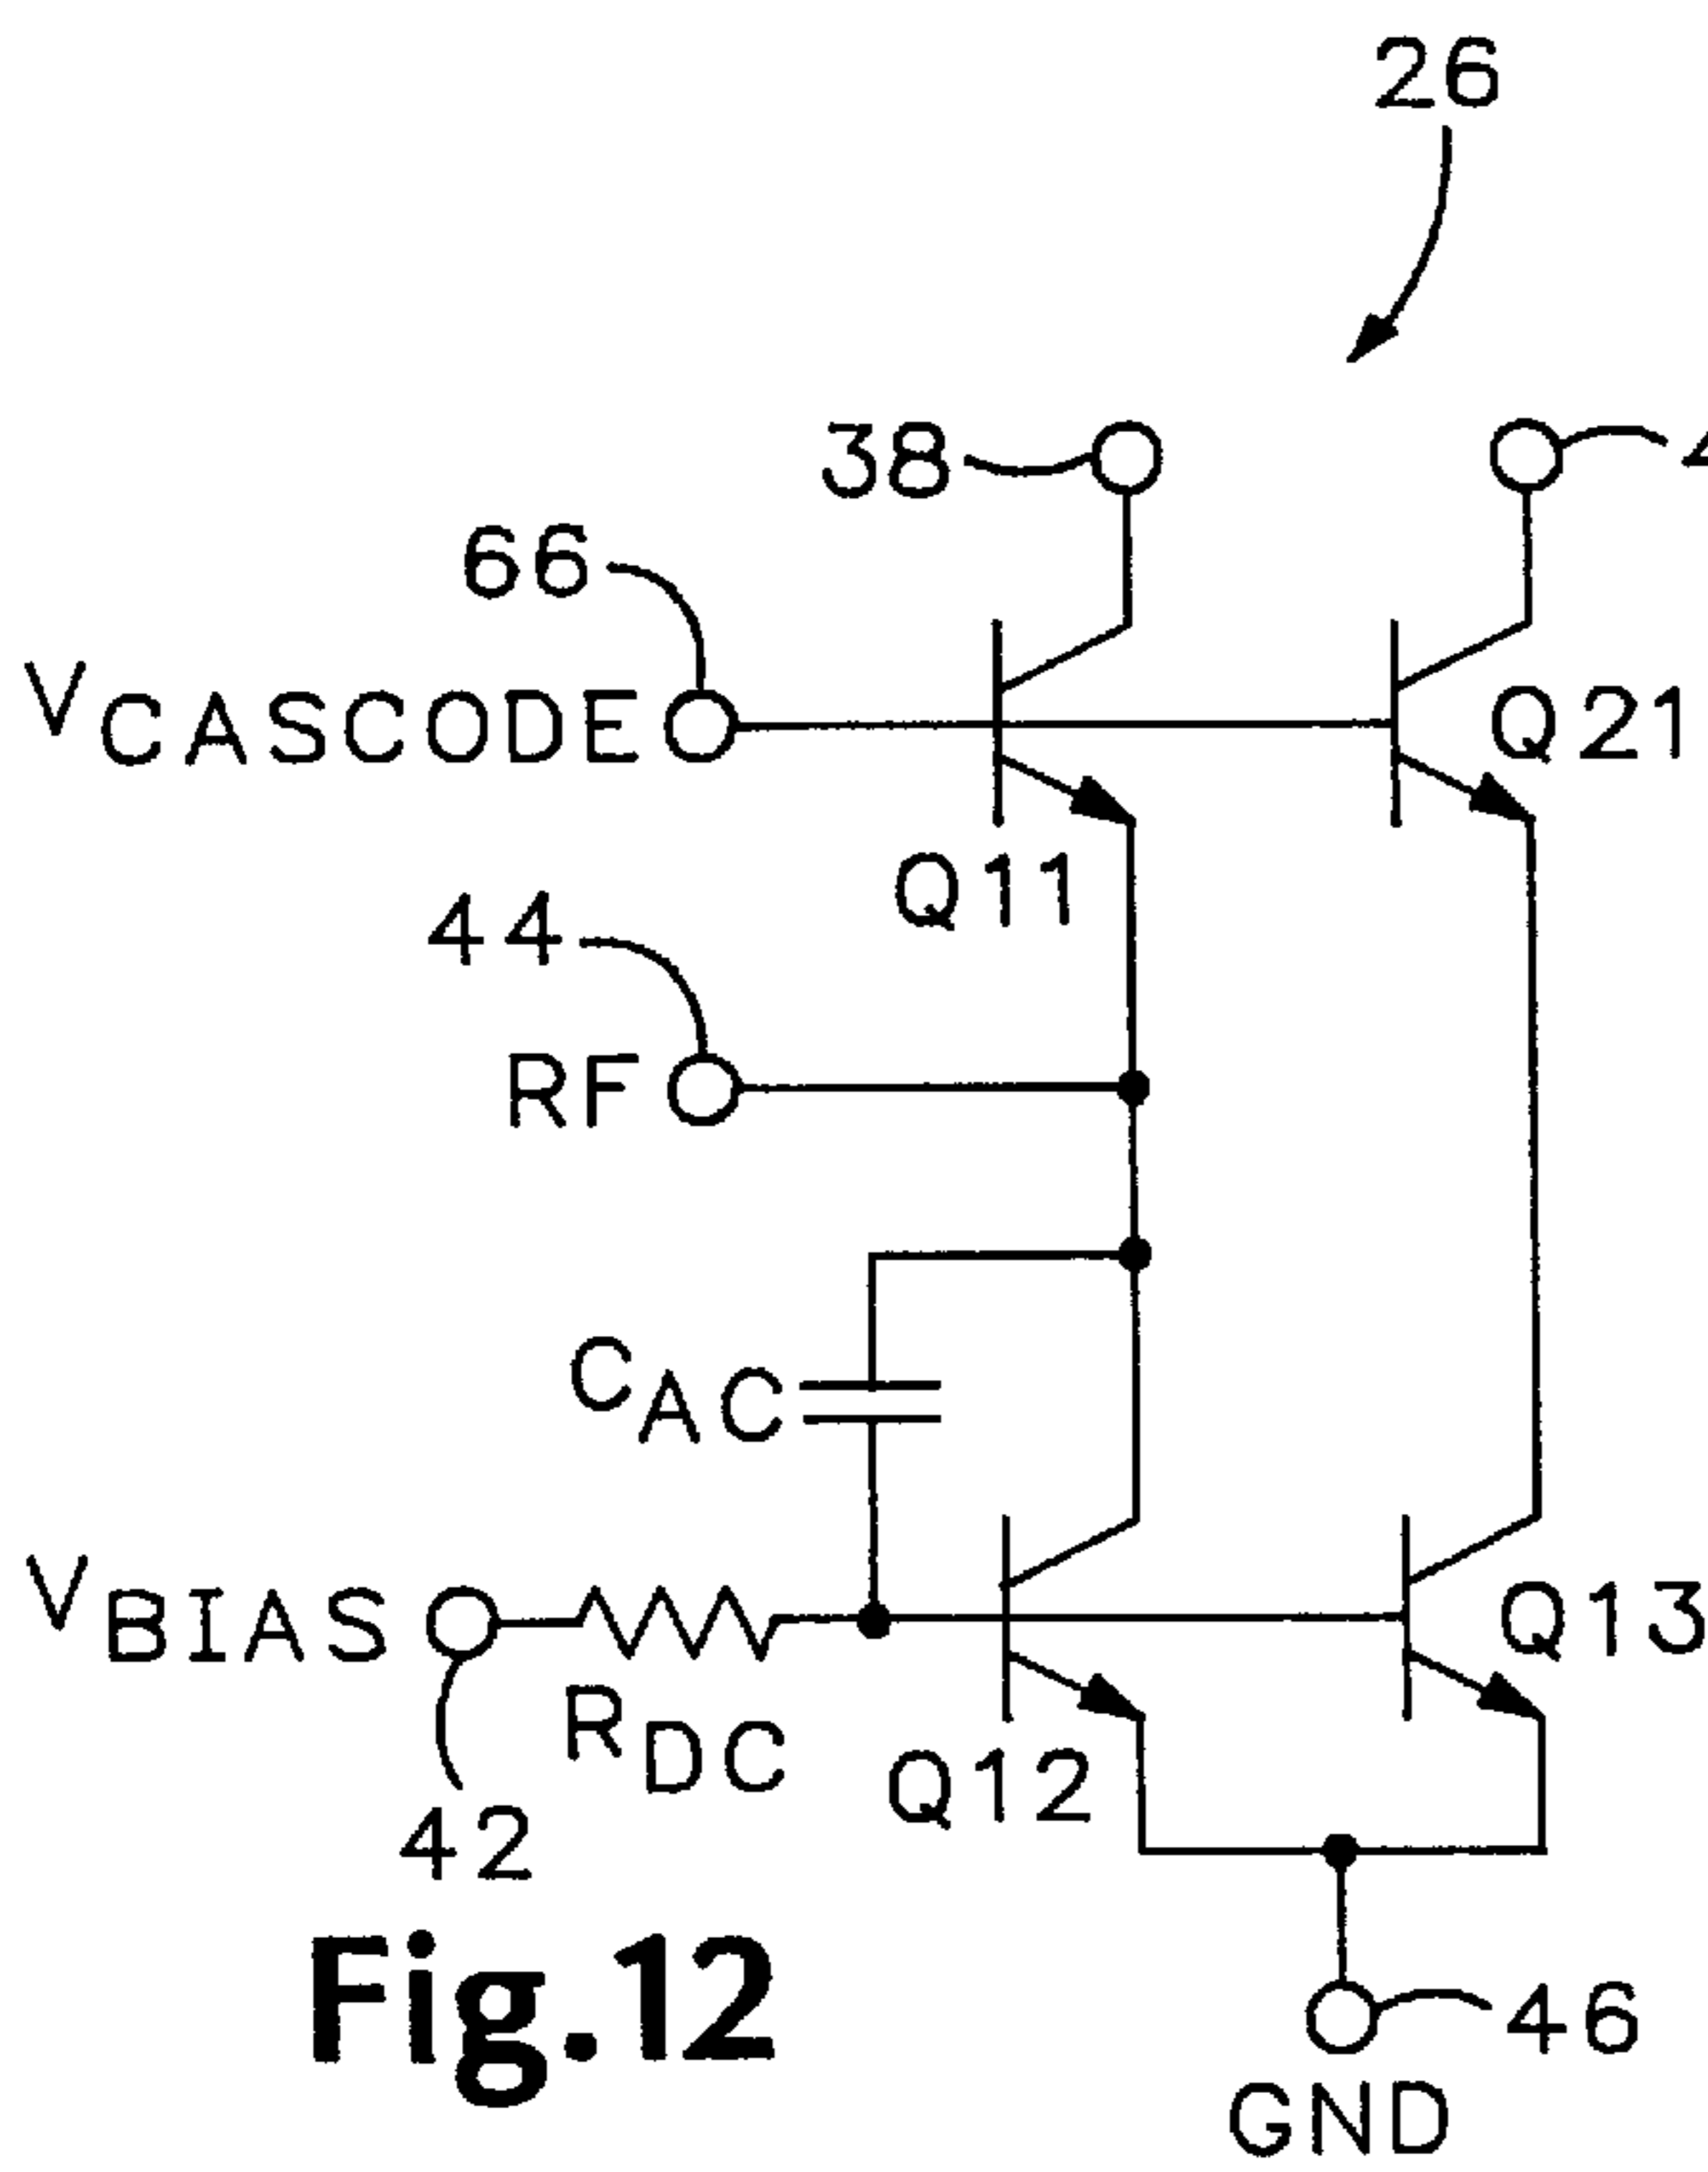 26
38
66
VCASCODE
Q21
Q11
44
RF
CAC
VBIAS
Q13
RDC
Q12
42
Fig.12
46
GND